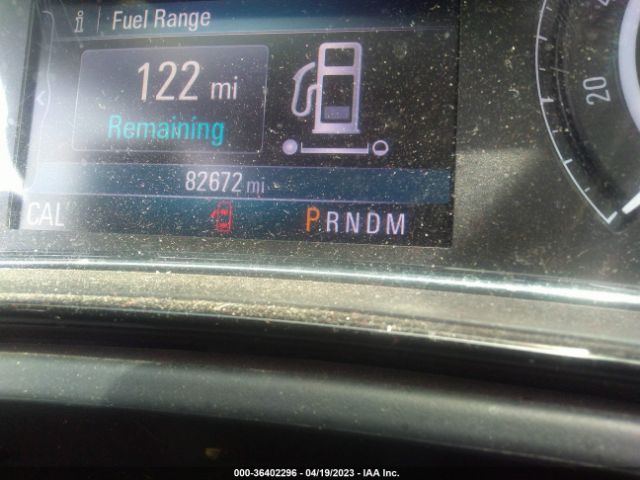 i Fuel Range
122 mi
Remaining
82672 mi
CAL
PRNDM
20
000-36402296 - 04/19/2023 - IAA Inc.